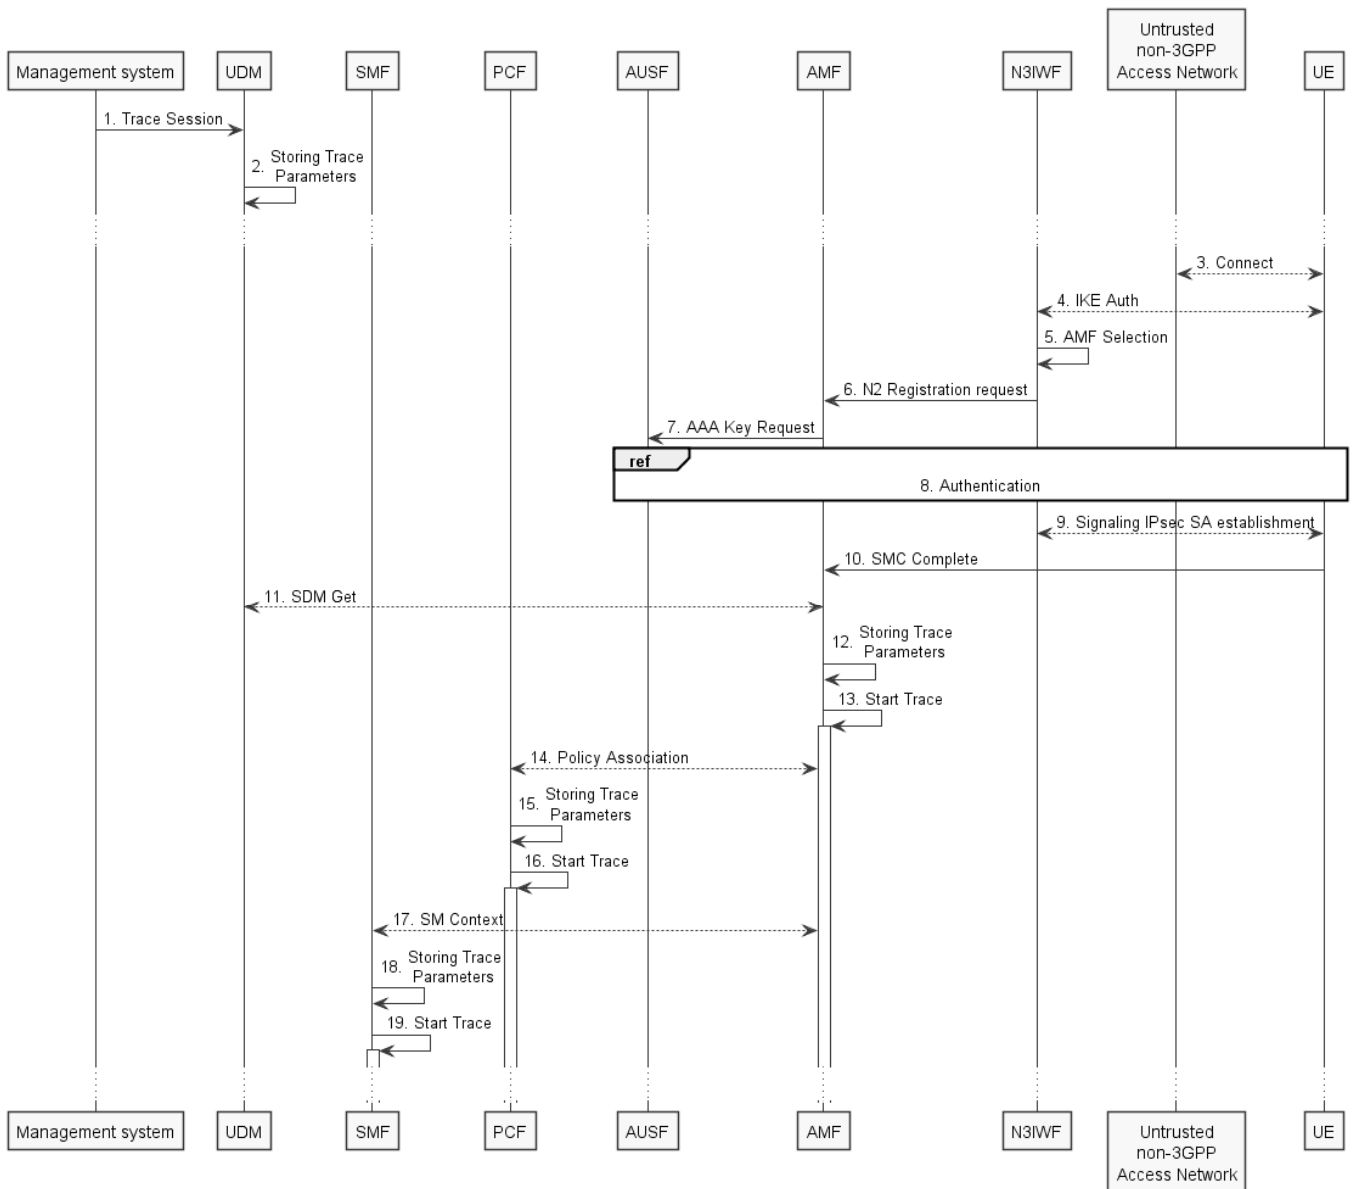 Untrusted
non-3GPP
Access Network
Management system
UDM
SMF
PCF
AUSF
AMF
N3IWF
UE
1. Trace Session
2. Storing Trace
Parameters
3. Connect
4. IKE Auth
5. AMF Selection
6. N2 Registration request
7. AAA Key Request
ref
8. Authentication
9. Signaling IPsec SA establishment
10. SMC Complete
11. SDM Get
12. Storing Trace
Parameters
13. Start Trace
14. Policy Association
15. Storing Trace
Parameters
16. Start Trace
17. SM Context
18. Storing Trace
Parameters
19. Start Trace
Management system
UDM
SMF
PCF
AUSF
AMF
N3IWF
Untrusted
non-3GPP
Access Network
UE